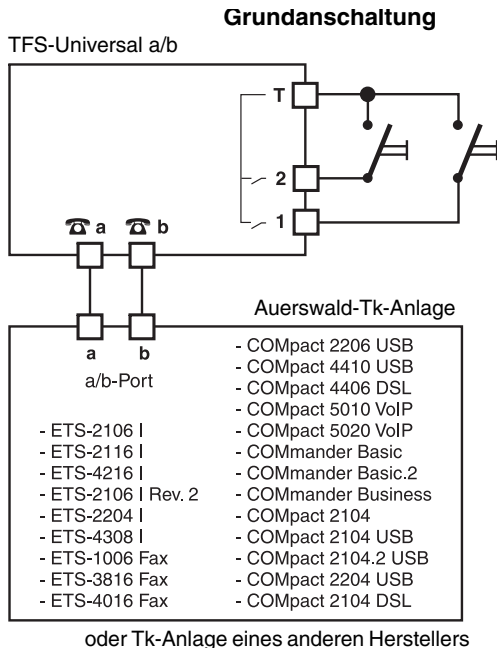 Grundanschaltung
TFS-Universal a/b
T
2
1
a b
Auerswald-Tk-Anlage
a b
a/b-Port
- ETS-2106 I
- ETS-2116 I
- ETS-4216 I
- ETS-2106 I Rev. 2
- ETS-2204 I
- ETS-4308 I
- ETS-1006 Fax
- ETS-3816 Fax
- ETS-4016 Fax
- COMpact 2206 USB
- COMpact 4410 USB
- COMpact 4406 DSL
- COMpact 5010 VoIP
- COMpact 5020 VoIP
- COMmander Basic
- COMmander Basic.2
- COMmander Business
- COMpact 2104
- COMpact 2104 USB
- COMpact 2104.2 USB
- COMpact 2204 USB
- COMpact 2104 DSL
oder Tk-Anlage eines anderen Herstellers